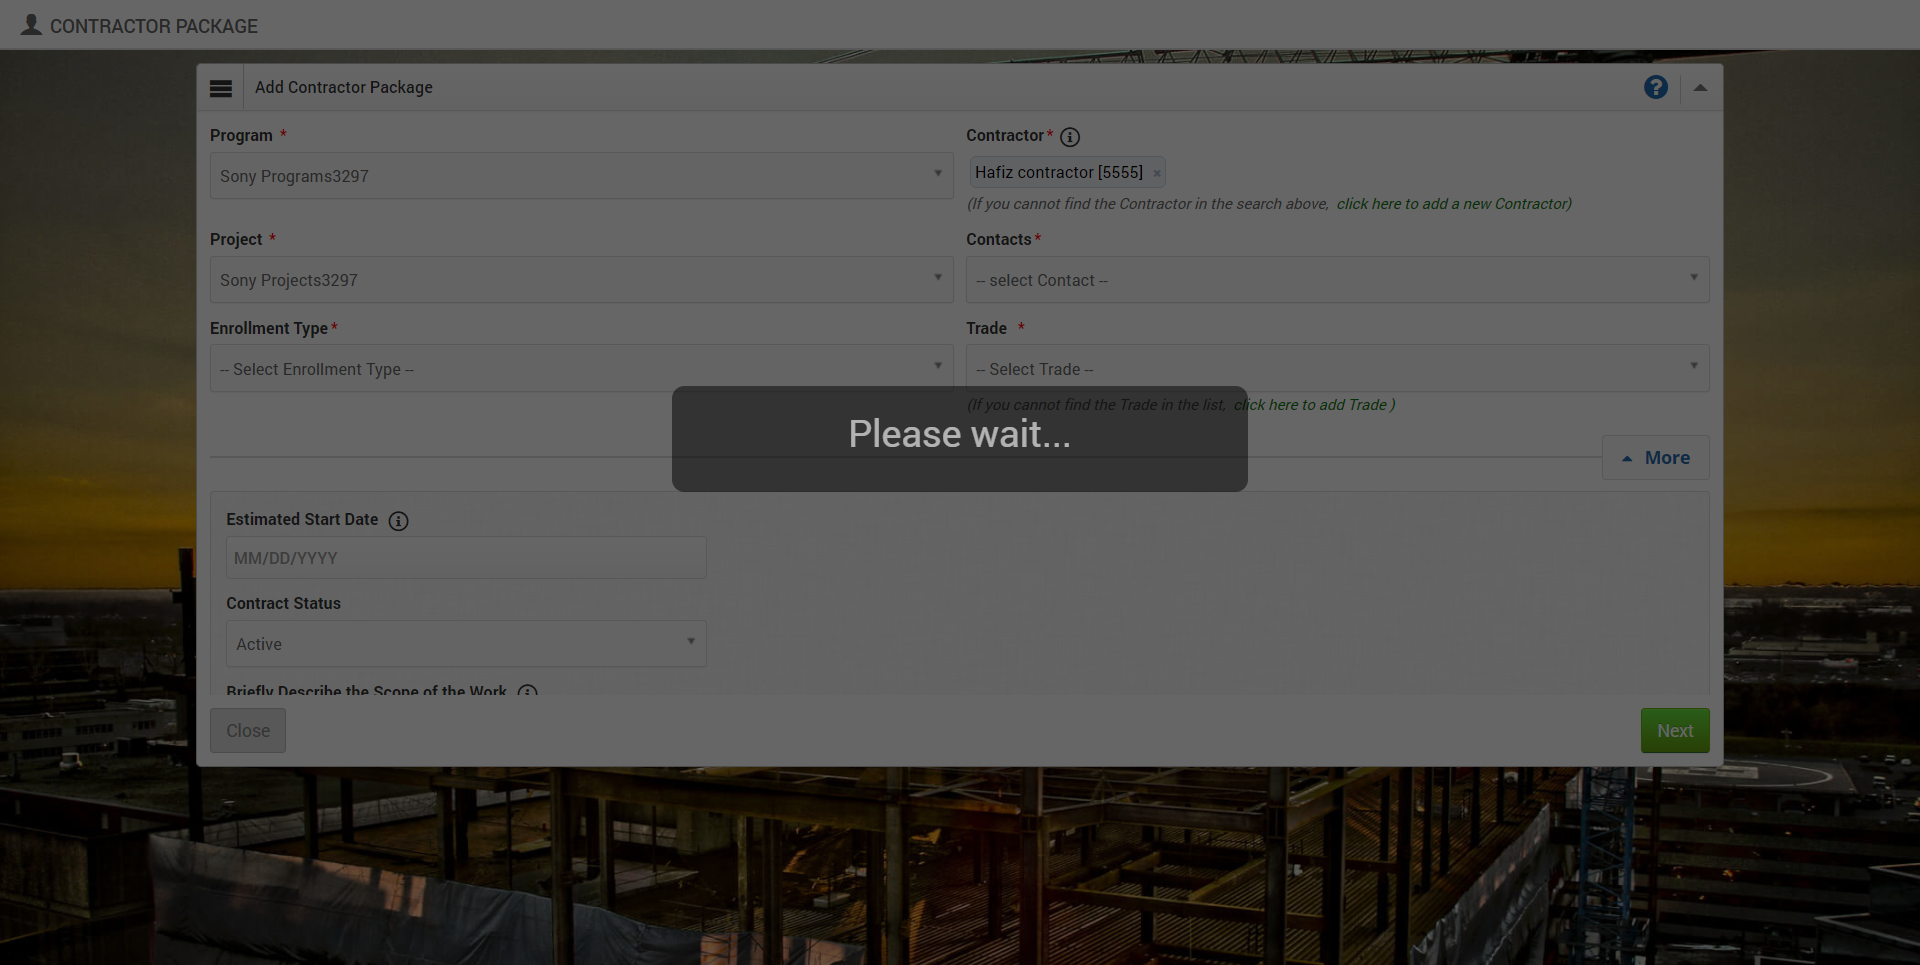 CONTRACTOR PACKAGE
Add Contractor Package
Program *
Sony Programs3297
Contractor*
Hafiz contractor [5555] ×
(If you cannot find the Contractor in the search above, click here to add a new Contractor)
Project *
Sony Projects3297
Contacts*
-- select Contact --
Enrollment Type*
-- Select Enrollment Type --
Trade *
-- Select Trade --
(If you cannot find the Trade in the list, click here to add Trade )
Please wait...
More
Estimated Start Date
MM/DD/YYYY
Contract Status
Active
Briefly Describe the Scope of the Work
Close
Next